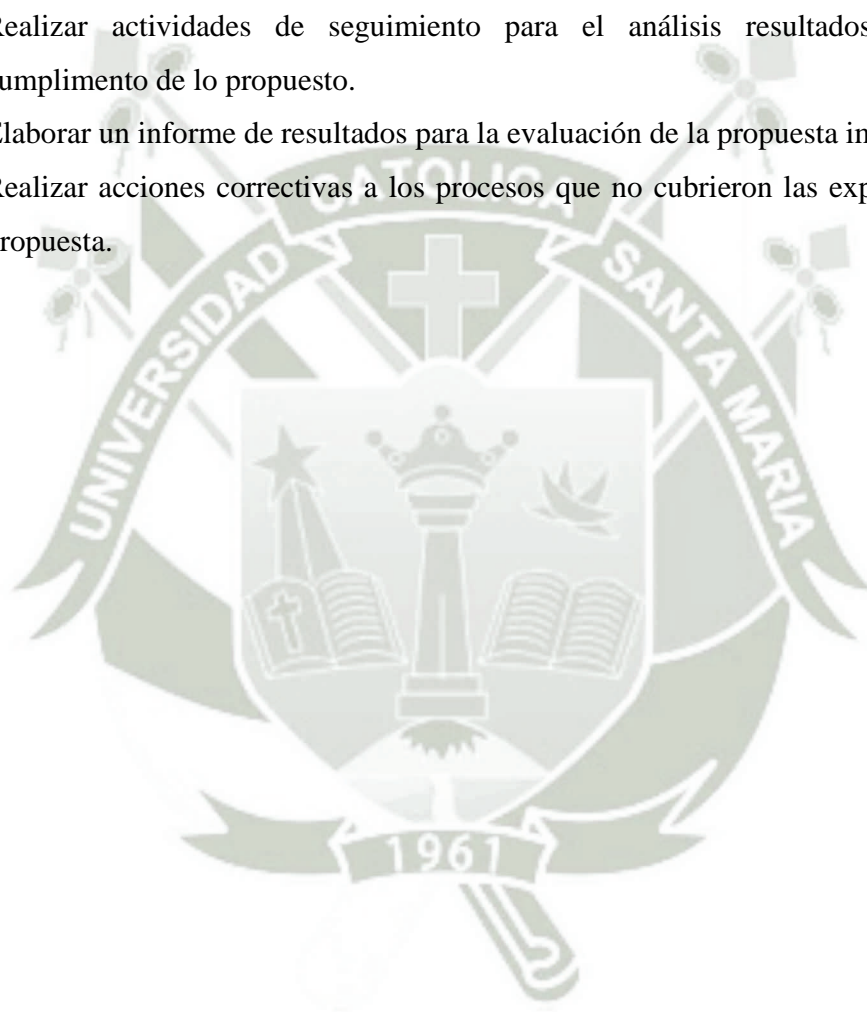 Realizar actividades de seguimiento para el análisis resultados
cumplimento de lo propuesto.
Elaborar un informe de resultados para la evaluación de la propuesta
Realizar acciones correctivas a los procesos que no cubrieron las
propuesta.
UNIVERSIDAD CATOLICA SANTA MARIA
1961